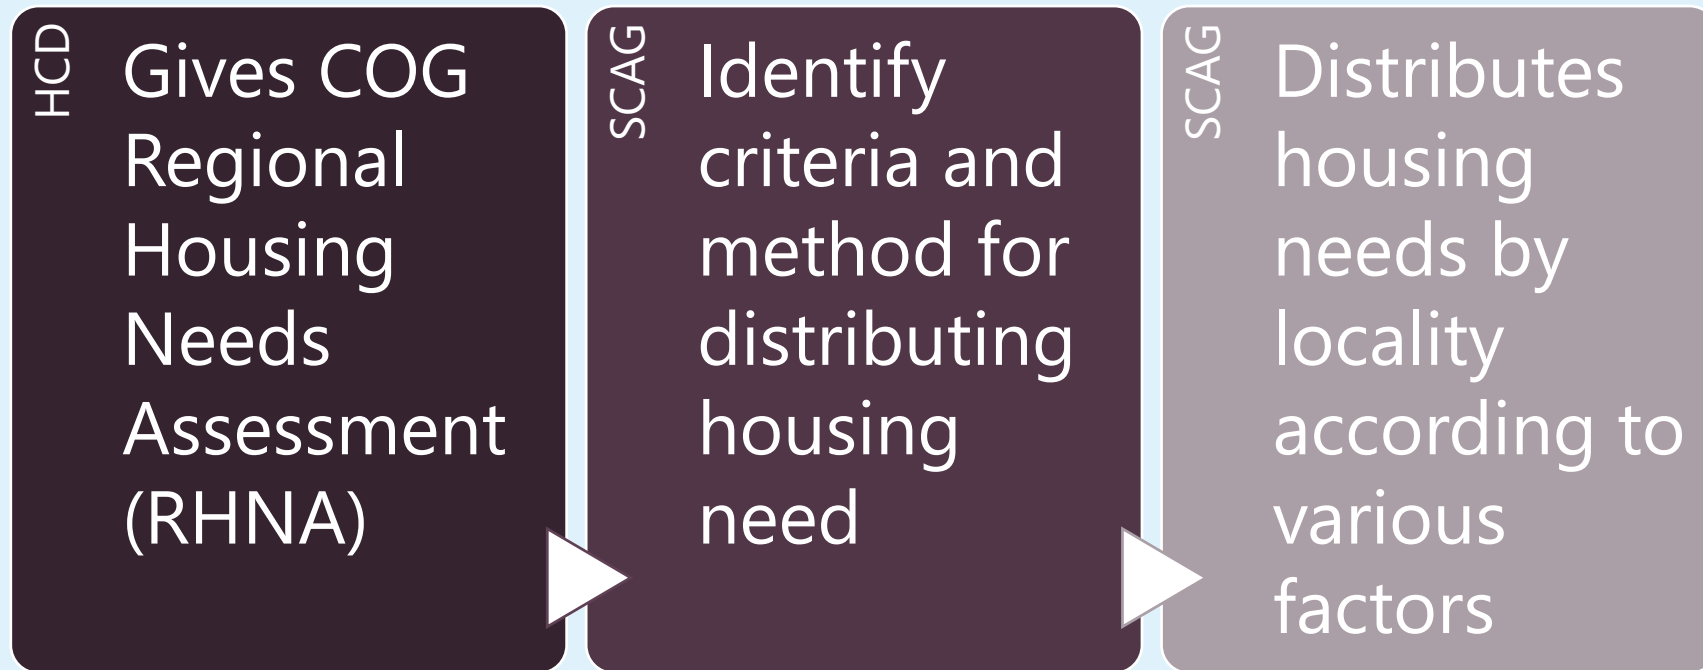 HCD
Gives COG
Regional
Housing
Needs
Assessment
(RHNA)
SCAG
Identify
criteria and
method for
distributing
housing
need
SCAG
Distributes
housing
needs by
locality
according to
various
factors